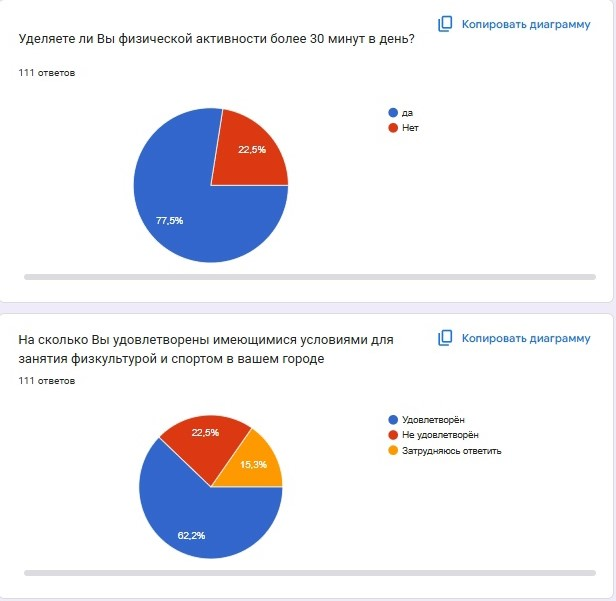 Копировать диаграмму
Уделяете ли Вы физической активности более 30 минут в день?
111 ответов
да
Нет
22,5%
77,5%
На сколько Вы удовлетворены имеющимися условиями для
Копировать диаграмму
занятия физкультурой и спортом в вашем городе
111 ответов
Удовлетворён
Не удовлетворён
Затрудняюсь ответить
22,5%
15,3%
62,2%